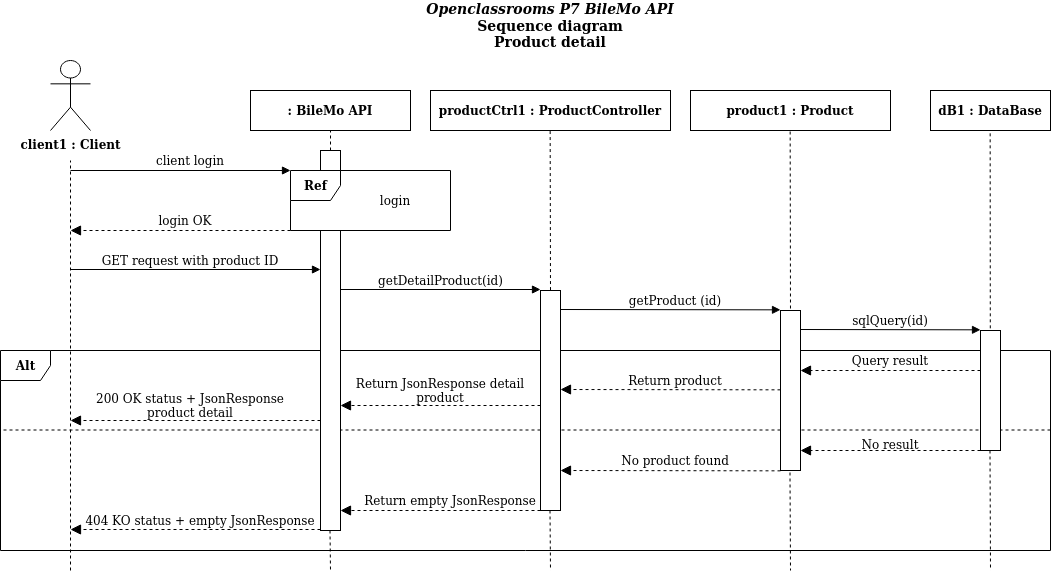 Openclassrooms P7 BileMo API
Sequence diagram
Product detail
client1 : Client
: BileMo API
productCtrl1 : ProductController
product1 : Product
dB1 : DataBase
client login
Ref
login
login OK
GET request with product ID
getDetailProduct(id)
getProduct (id)
sqlQuery(id)
Alt
Query result
Return product
Return JsonResponse detail
product
200 OK status + JsonResponse
product detail
No result
No product found
Return empty JsonResponse
404 KO status + empty JsonResponse